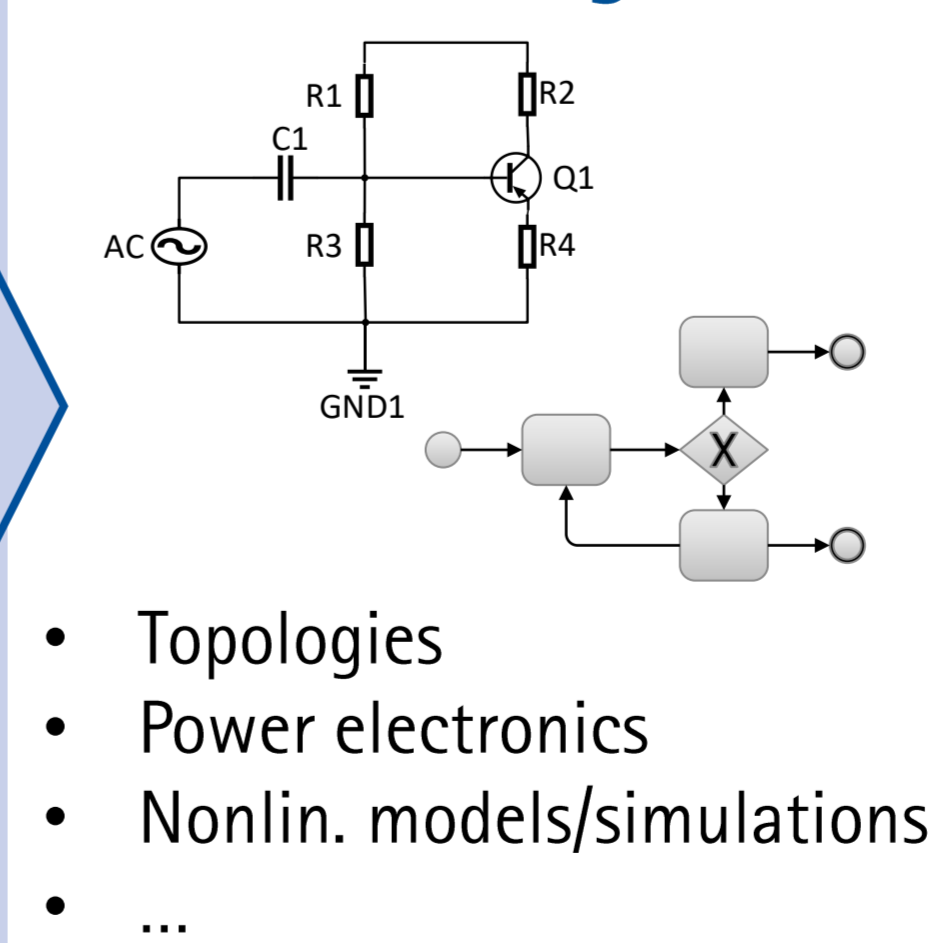 R1
R2
C1
Q1
AC
R3
R4
GND1
X
• Topologies
• Power electronics
• Nonlin. models/simulations
• ...